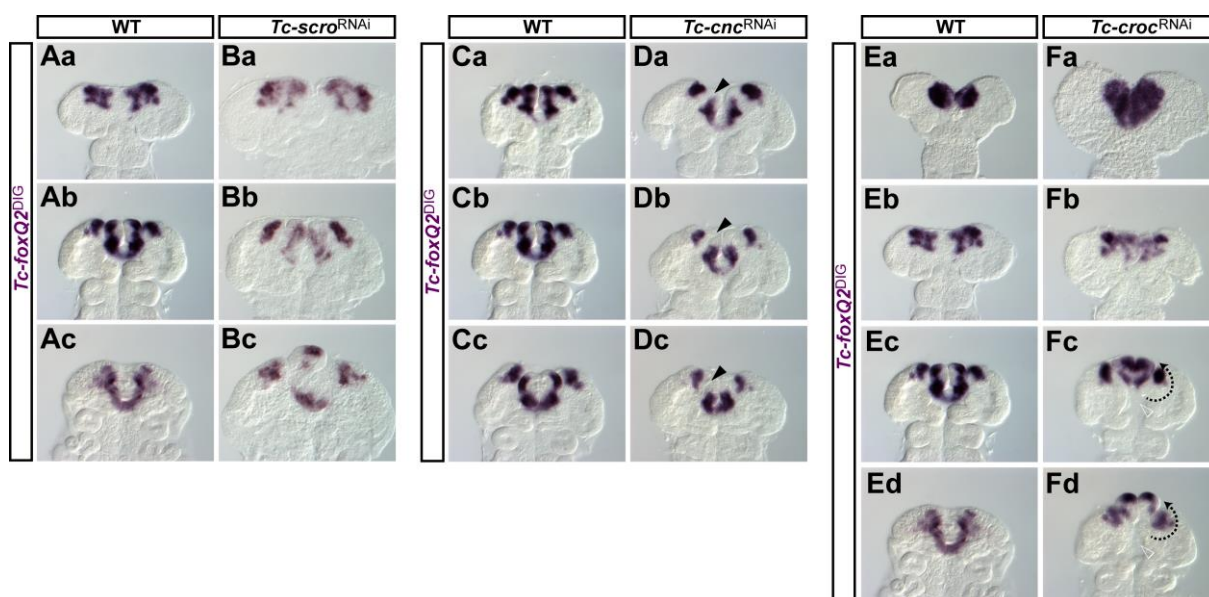 WT
Tc-scroRNAi
Tc-foxQ2DIG
Aa
Ba
Ab
Bb
Ac
Bc
WT
Tc-cncRNAi
Tc-foxQ2DIG
Ca
Da
Cb
Db
Cc
Dc
WT
Tc-crocRNAi
Tc-foxQ2DIG
Ea
Fa
Eb
Fb
Ec
Fc
Ed
Fd